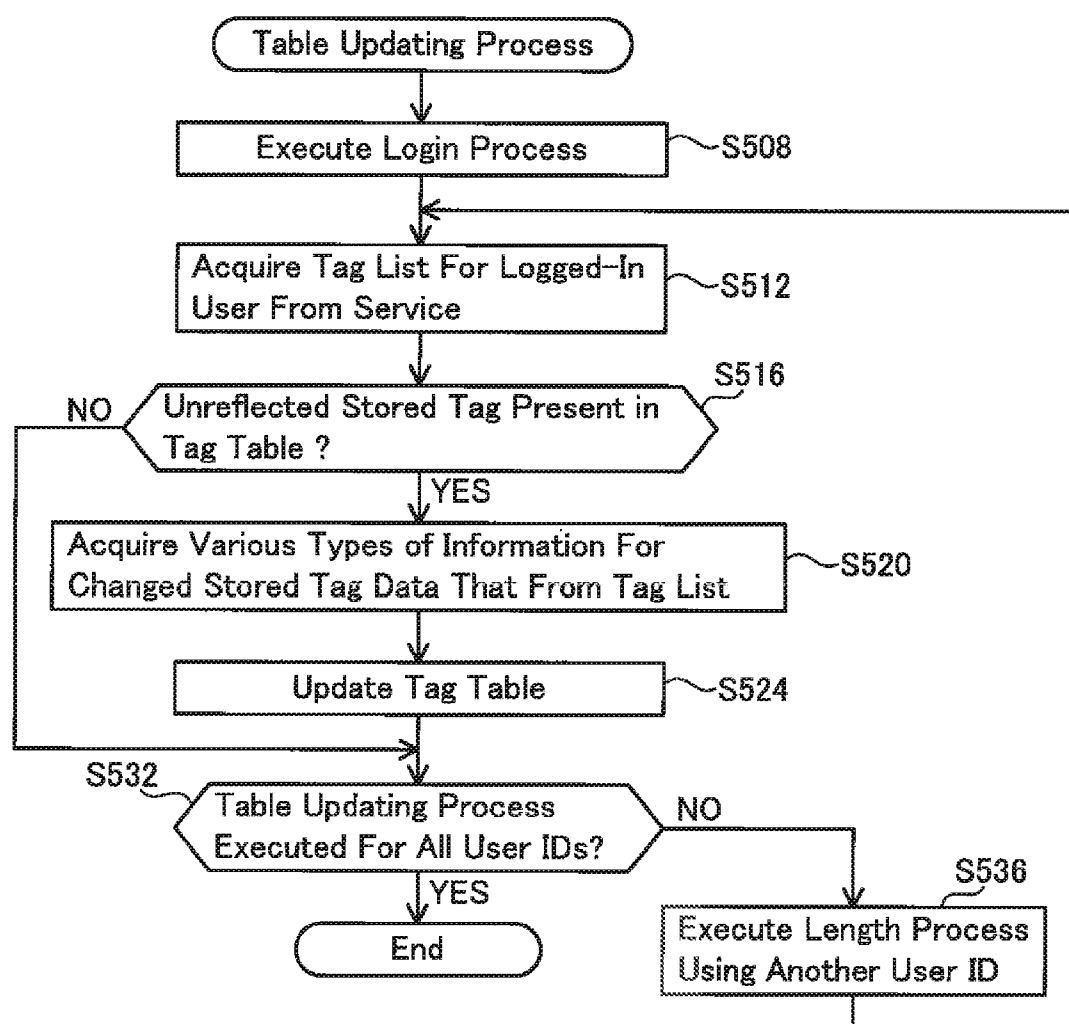 Table Updating Process
Execute Login Process
S508
Acquire Tag List For Logged-In
User From Service
S512
S516
NO
Unreflected Stored Tag Present in
Tag Table ?
YES
Acquire Various Types of Information For
Changed Stored Tag Data That From Tag List
S520
Update Tag Table
S524
S532
Table Updating Process
Executed For All User IDs?
NO
YES
S536
End
Execute Length Process
Using Another User ID